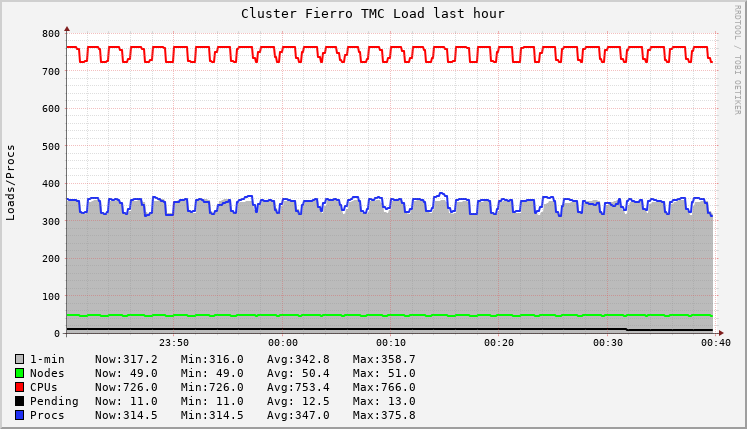 Cluster Fierro TMC Load last hour
RRDTOOL / TOBI OETIKER
Loads/Procs
800
700
600
500
400
300
200
100
0
23:50 00:00 00:10 00:20 00:30 00:40
1-min Now:317.2 Min:316.0 Avg:342.8 Max:358.7
Nodes Now: 49.0 Min: 49.0 Avg: 50.4 Max: 51.0
CPUs Now:726.0 Min:726.0 Avg:753.4 Max:766.0
Pending Now: 11.0 Min: 11.0 Avg: 12.5 Max: 13.0
Procs Now:314.5 Min:314.5 Avg:347.0 Max:375.8